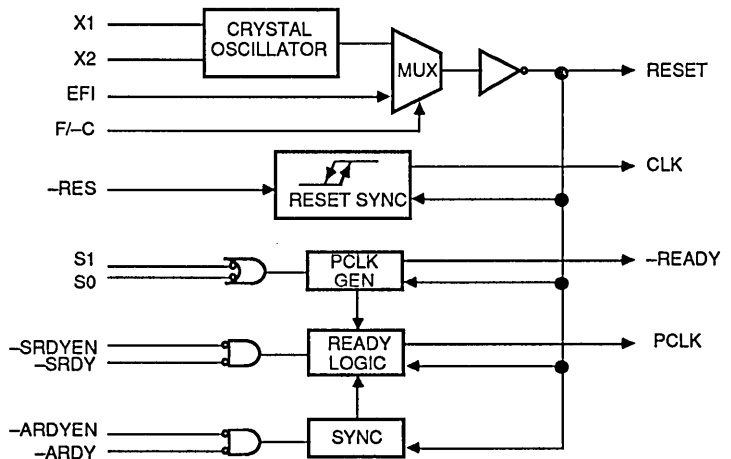 X1
CRYSTAL
OSCILLATOR
X2
MUX
RESET
EFI
F/–C
CLK
–RES
RESET SYNC
S1
S0
PCLK
GEN
–READY
–SRDYEN
–SRDY
READY
LOGIC
PCLK
–ARDYEN
–ARDY
SYNC